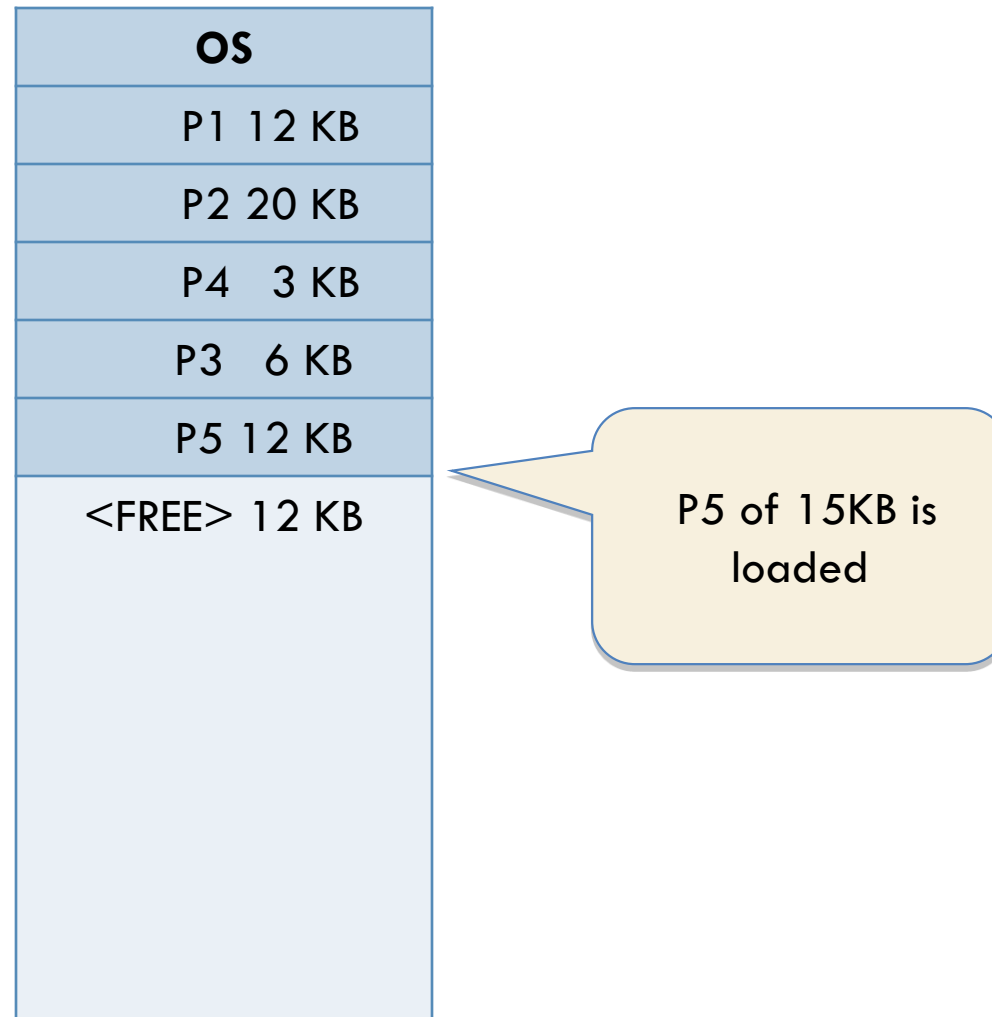 OS
P1 12 KB
P2 20 KB
P4 3 KB
P3 6 KB
P5 12 KB
<FREE> 12 KB
P5 of 15KB is
loaded